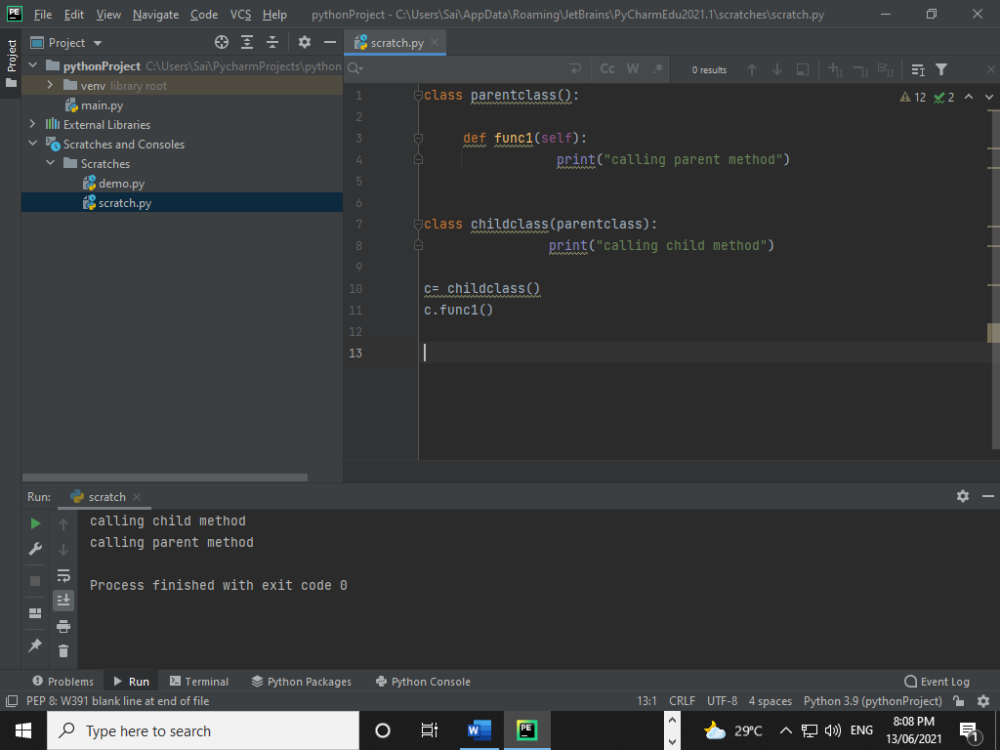 PE File Edit View Navigate Code VCS Help pythonProject - C:\Users\Sai\AppData\Roaming\JetBrains\PyCharmEdu2021.1\scratches\scratch.py
Project
Project
scratch.py
pythonProject C:\Users\Sai\PycharmProjects\python
venv library root
main.py
External Libraries
Scratches and Consoles
Scratches
demo.py
scratch.py
Cc W .* 0 results
12 2
1 class parentclass():
2
3 def func1(self):
4 print("calling parent method")
5
6
7 class childclass(parentclass):
8 print("calling child method")
9
10 c= childclass()
11 c.func1()
12
13
Run: scratch
calling child method
calling parent method
Process finished with exit code 0
Problems Run Terminal Python Packages Python Console Event Log
PEP 8: W391 blank line at end of file 13:1 CRLF UTF-8 4 spaces Python 3.9 (pythonProject)
Type here to search W PE 29°C ENG 8:08 PM
13/06/2021 1